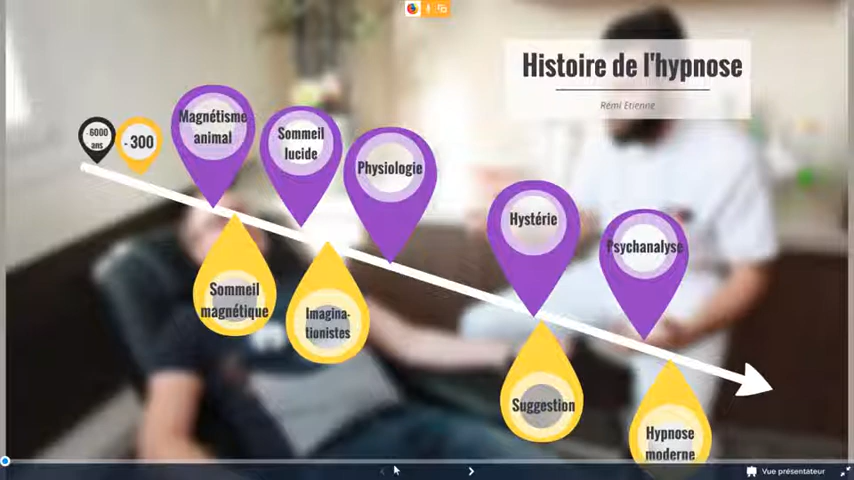 Histoire de l'hypnose
Rémi Etienne
- 6000
ans
- 300
Magnétisme
animal
Sommeil
lucide
Physiologie
Hystérie
Psychanalyse
Sommeil
magnétique
Imagina-
tionistes
Suggestion
Hypnose
moderne
Vue présentateur